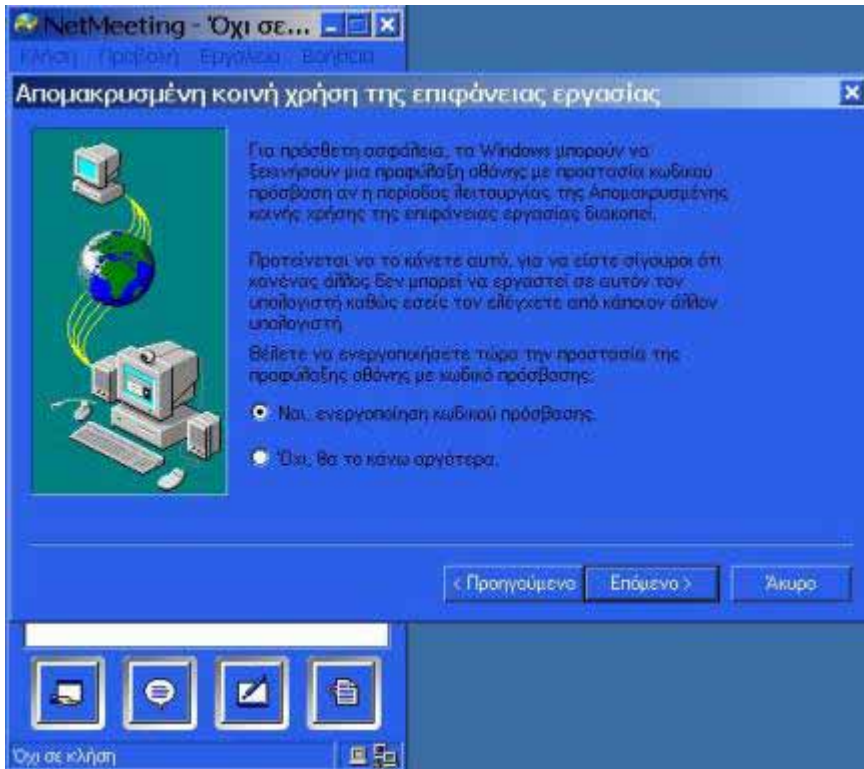 NetMeeting - Όχι σε...
Κλήση Προβολή Εργαλεία Βοήθεια
Απομακρυσμένη κοινή χρήση της επιφάνειας εργασίας
Για πρόσθετη ασφάλεια, τα Windows μπορούν να
ξεκινήσουν μια προφύλαξη οθόνης με προστασία κωδικού
πρόσβαση αν η περίοδος λειτουργίας της Απομακρυσμένης
κοινής χρήσης της επιφάνειας εργασίας διακοπεί.
Προτείνεται να το κάνετε αυτό, για να είστε σίγουροι ότι
κανένας άλλος δεν μπορεί να εργαστεί σε αυτόν τον
υπολογιστή καθώς εσείς τον ελέγχετε από κάποιον άλλον
υπολογιστή.
Θέλετε να ενεργοποιήσετε τώρα την προστασία της
προφύλαξης οθόνης με κωδικό πρόσβασης;
Ναι, ενεργοποίηση κωδικού πρόσβασης.
Όχι, θα το κάνω αργότερα.
< Προηγούμενο Επόμενο > Άκυρο
Όχι σε κλήση